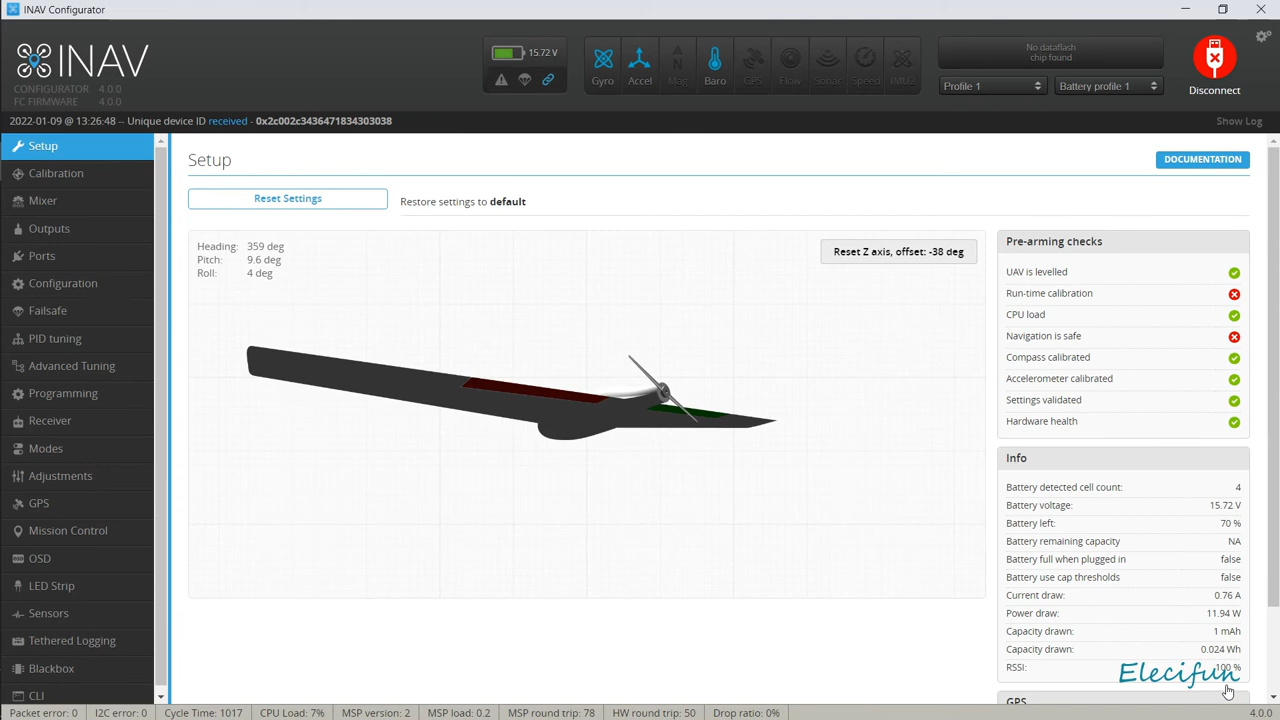 INAV Configurator
INAV
CONFIGURATOR 4.0.0
FC FIRMWARE 4.0.0
15.72 V
Gyro
Accel
Mag
Baro
GPS
Flow
Sonar
Speed
IMU2
No dataflash
chip found
Profile 1
Battery profile 1
Disconnect
2022-01-09 @ 13:26:48 -- Unique device ID received - 0x2c002c3436471834303038
Show Log
Setup
Calibration
Mixer
Outputs
Ports
Configuration
Failsafe
PID tuning
Advanced Tuning
Programming
Receiver
Modes
Adjustments
GPS
Mission Control
OSD
LED Strip
Sensors
Tethered Logging
Blackbox
CLI
Setup
DOCUMENTATION
Reset Settings
Restore settings to default
Heading: 359 deg
Pitch: 9.6 deg
Roll: 4 deg
Reset Z axis, offset: -38 deg
Pre-arming checks
UAV is levelled
Run-time calibration
CPU load
Navigation is safe
Compass calibrated
Accelerometer calibrated
Settings validated
Hardware health
Info
Battery detected cell count: 4
Battery voltage: 15.72 V
Battery left: 70 %
Battery remaining capacity NA
Battery full when plugged in false
Battery use cap thresholds false
Current draw: 0.76 A
Power draw: 11.94 W
Capacity drawn: 1 mAh
Capacity drawn: 0.024 Wh
RSSI: 100 %
Elecifun
GPS
Packet error: 0
I2C error: 0
Cycle Time: 1017
CPU Load: 7%
MSP version: 2
MSP load: 0.2
MSP round trip: 78
HW round trip: 50
Drop ratio: 0%
4.0.0